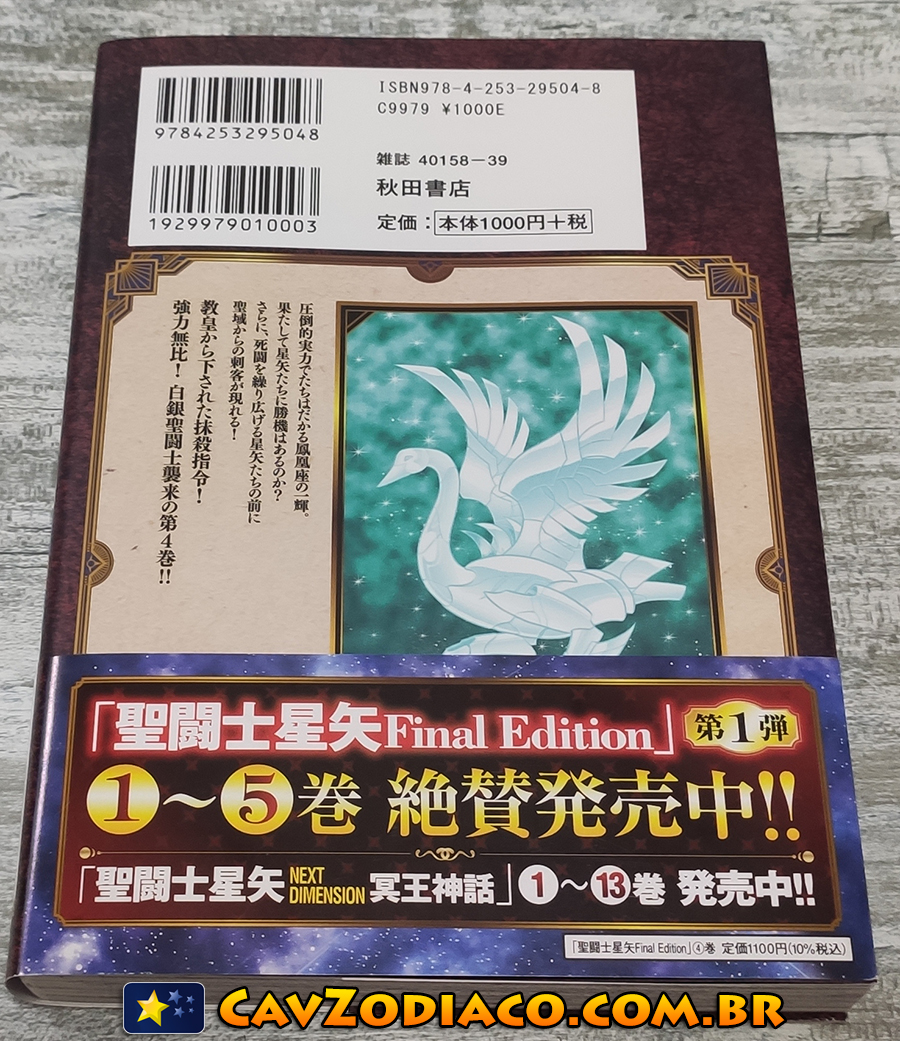 ISBN978-4-253-29504-8
C9979 ¥1000E
9784253295048
雑誌 40158-39
秋田書店
1929979010003
定価：本体1000円+税
圧倒的実力でたちはだかる鳳凰座の一輝。
果たして星矢たちに勝機はあるのか？
さらに、死闘を繰り広げる星矢たちの前に
聖域からの刺客が現れる！
教皇から下された抹殺指令！
強力無比！ 白銀聖闘士襲来の第4巻!!
「聖闘士星矢Final Edition」第1弾
1～5巻 絶賛発売中!!
「聖闘士星矢 NEXT DIMENSION 冥王神話」1～13巻 発売中!!
「聖闘士星矢Final Edition」④巻 定価1100円(10%税込)
CavZodiaco.com.br